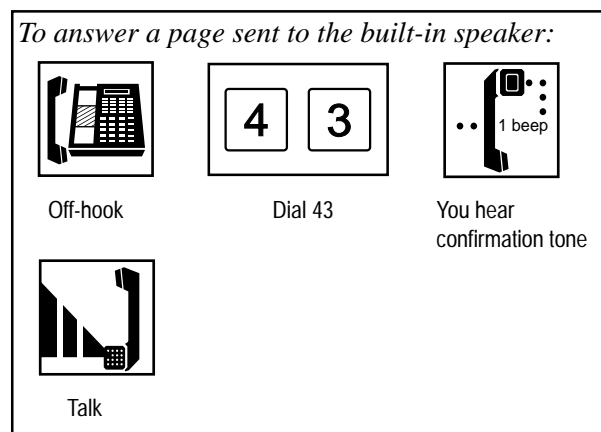 To answer a page sent to the built-in speaker:
4 3
1 beep
Off-hook
Dial 43
You hear
confirmation tone
Talk